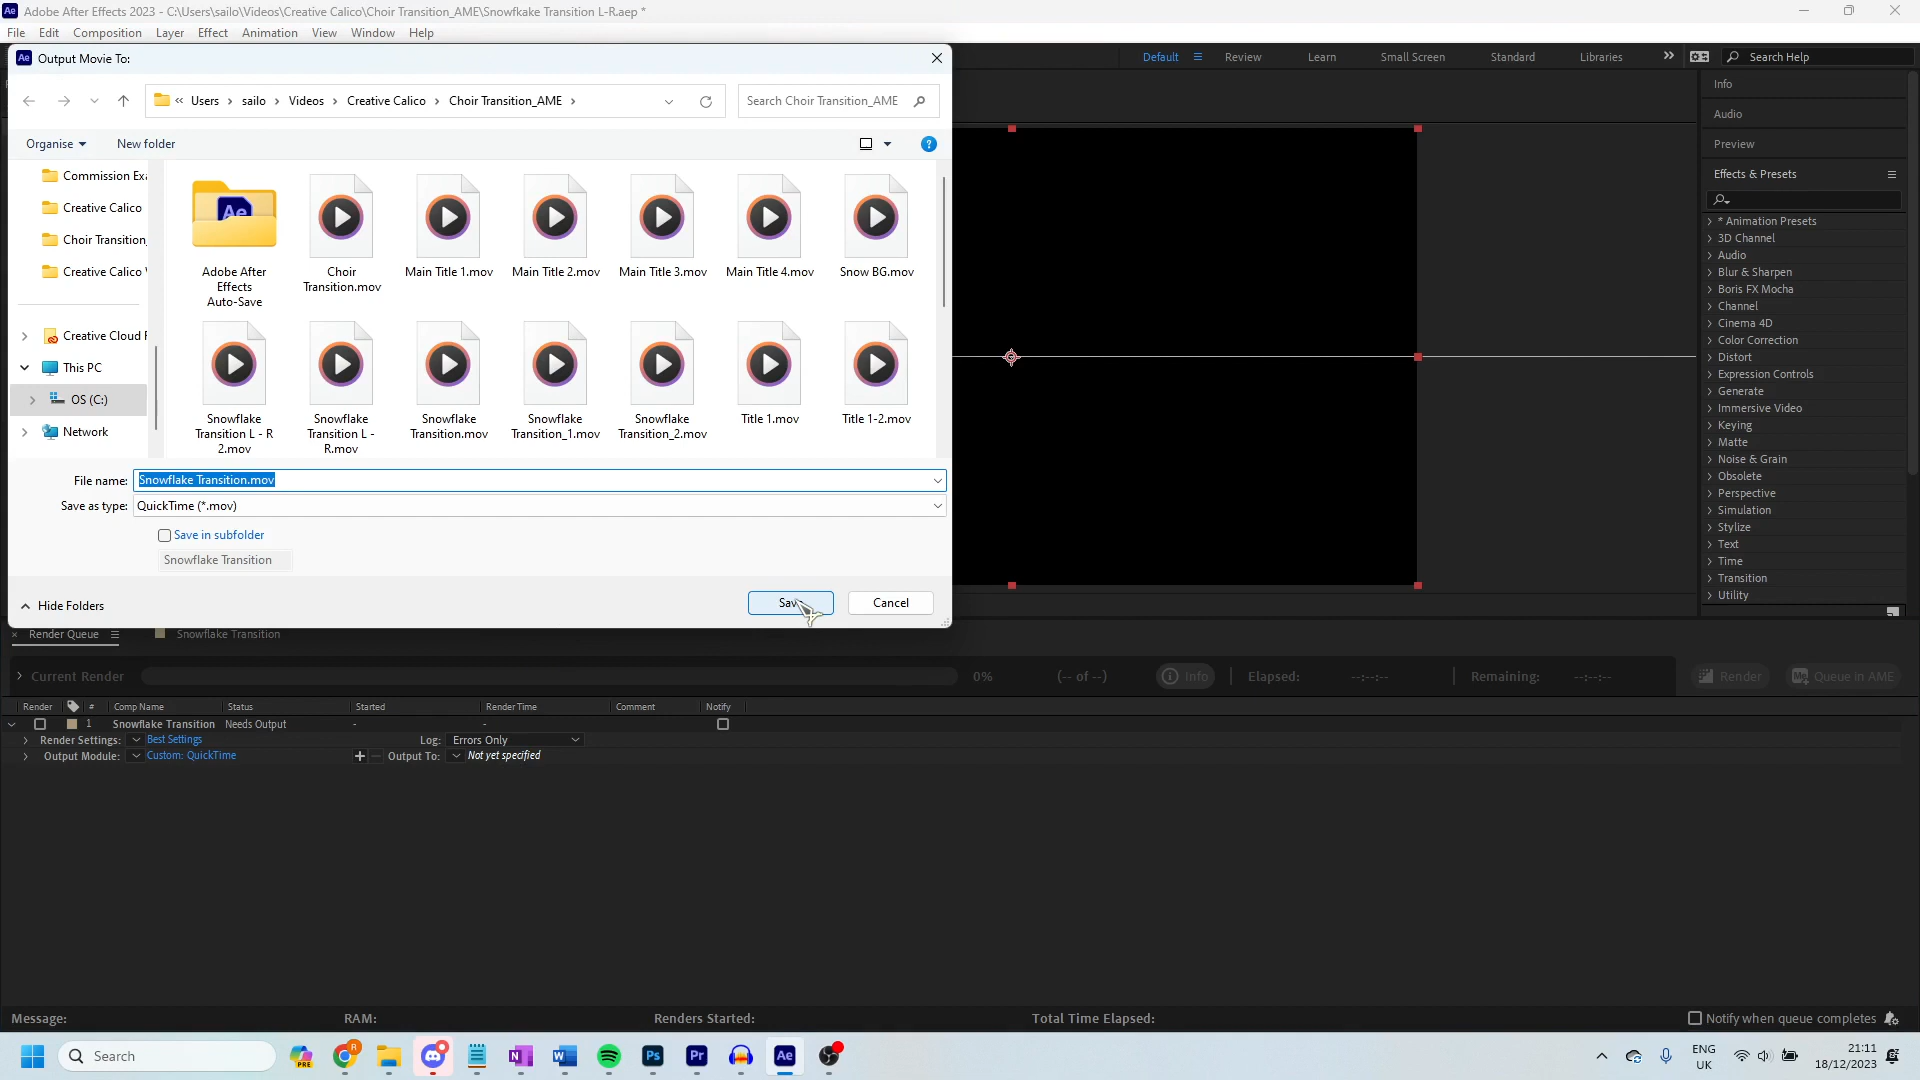 Adobe After Effects 2023 - C:\Users\sailo\Videos\Creative Calico\Choir Transition_AME\Snowfkake Transition L-R.aep *
File Edit Composition Layer Effect Animation View Window Help
Output Movie To:
Default Review Learn Small Screen Standard Libraries Search Help
« Users › sailo › Videos › Creative Calico › Choir Transition_AME ›
Search Choir Transition_AME
Organise New folder
Commission Exa
Creative Calico
Choir Transition_
Creative Calico
Creative Cloud F
This PC
OS (C:)
Network
Adobe After
Effects
Auto-Save
Choir
Transition.mov
Main Title 1.mov
Main Title 2.mov
Main Title 3.mov
Main Title 4.mov
Snow BG.mov
Snowflake
Transition L - R
2.mov
Snowflake
Transition L -
R.mov
Snowflake
Transition.mov
Snowflake
Transition_1.mov
Snowflake
Transition_2.mov
Title 1.mov
Title 1-2.mov
File name: Snowflake Transition.mov
Save as type: QuickTime (*.mov)
Save in subfolder
Snowflake Transition
Hide Folders
Save Cancel
Info
Audio
Preview
Effects & Presets
* Animation Presets
3D Channel
Audio
Blur & Sharpen
Boris FX Mocha
Channel
Cinema 4D
Color Correction
Distort
Expression Controls
Generate
Immersive Video
Keying
Matte
Noise & Grain
Obsolete
Perspective
Simulation
Stylize
Text
Time
Transition
Utility
Render Queue Snowflake Transition
Current Render 0% (-- of --) Info Elapsed: --:--:-- Remaining: --:--:-- Render Queue in AME
Render # Comp Name Status Started Render Time Comment Notify
1 Snowflake Transition Needs Output - -
Render Settings: Best Settings Log: Errors Only
Output Module: Custom: QuickTime Output To: Not yet specified
Message: RAM: Renders Started: Total Time Elapsed: Notify when queue completes
Search
ENG
UK
21:11
18/12/2023